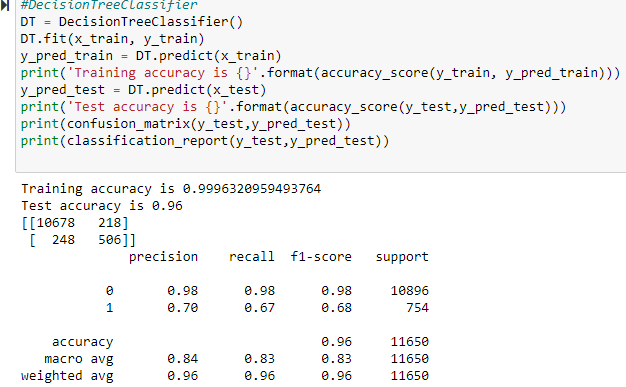 #DecisionTreeClassifier
DT = DecisionTreeClassifier()
DT.fit(x_train, y_train)
y_pred_train = DT.predict(x_train)
print('Training accuracy is {}'.format(accuracy_score(y_train, y_pred_train)))
y_pred_test = DT.predict(x_test)
print('Test accuracy is {}'.format(accuracy_score(y_test,y_pred_test)))
print(confusion_matrix(y_test,y_pred_test))
print(classification_report(y_test,y_pred_test))
Training accuracy is 0.9996320959493764
Test accuracy is 0.96
[[10678   218]
 [  248   506]]
              precision    recall  f1-score   support
           0       0.98      0.98      0.98     10896
           1       0.70      0.67      0.68       754
    accuracy                           0.96     11650
   macro avg       0.84      0.83      0.83     11650
weighted avg       0.96      0.96      0.96     11650